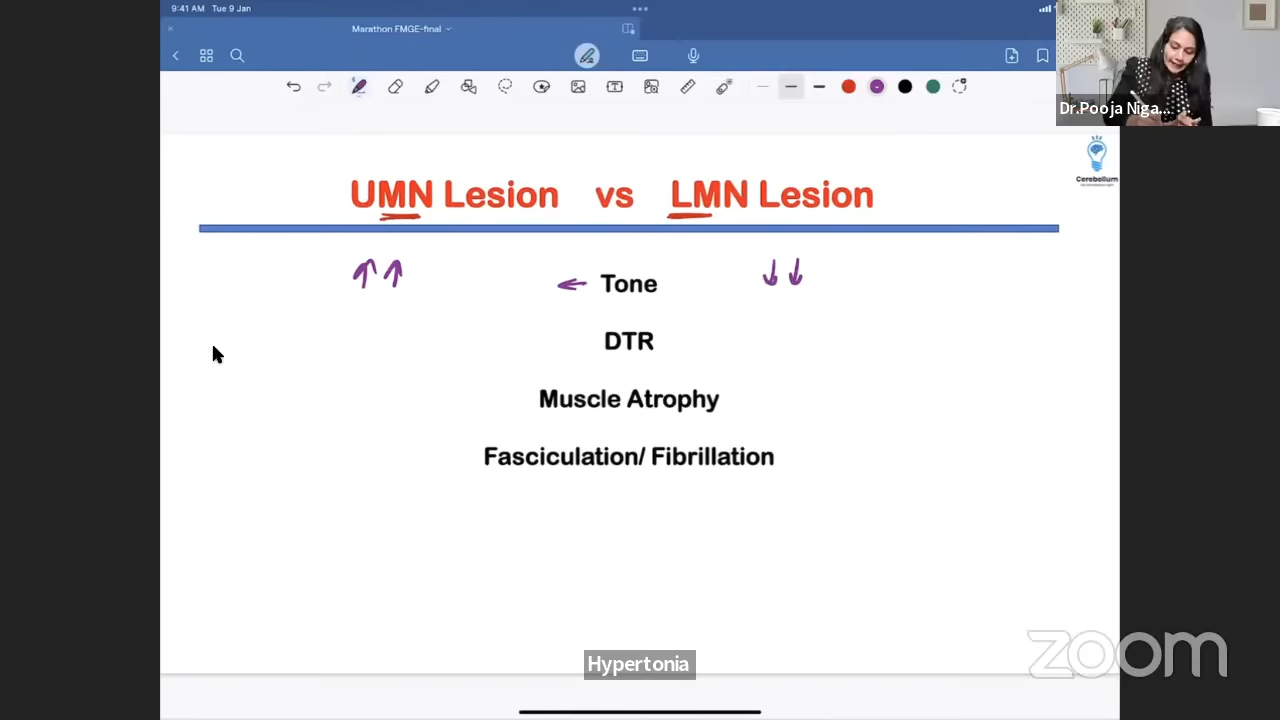 9:41 AM Tue 9 Jan
Marathon FMGE-final
Dr.Pooja Niga...
Cerebellum
UMN Lesion vs LMN Lesion
↑↑ ← Tone ↓↓
DTR
Muscle Atrophy
Fasciculation/ Fibrillation
Hypertonia
zoom